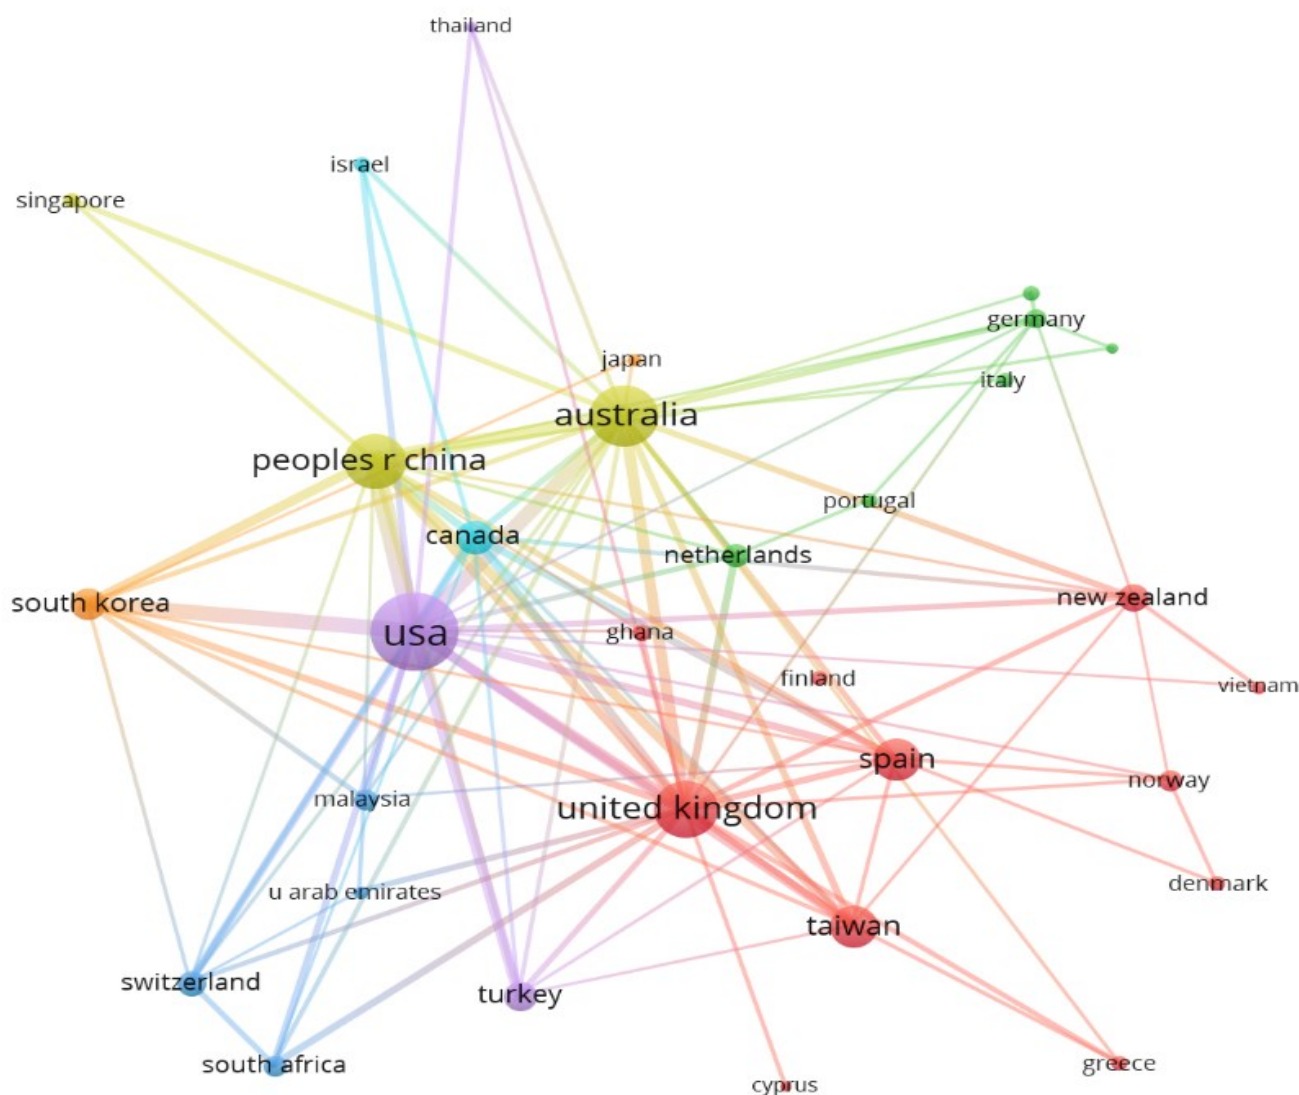 thailand
israel
singapore
germany
japan
italy
australia
peoples r china
portugal
canada
netherlands
south korea
new zealand
usa
ghana
finland
vietnam
spain
norway
malaysia
united kingdom
denmark
u arab emirates
taiwan
switzerland
turkey
south africa
greece
cyprus